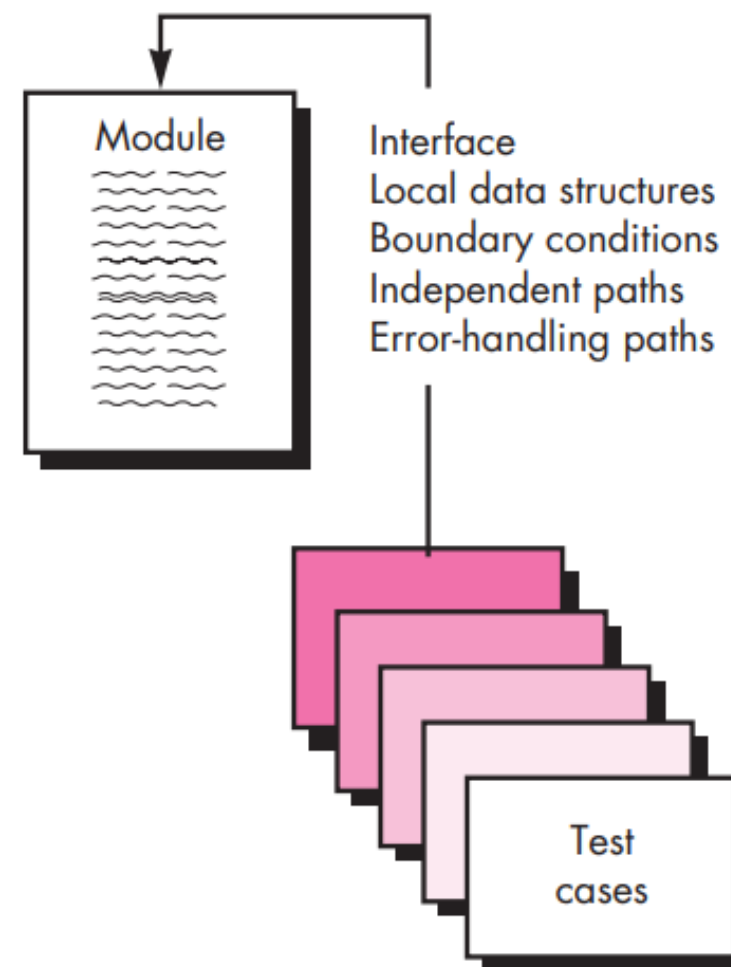 Module
Interface
Local data structures
Boundary conditions
Independent paths
Error-handling paths
Test
cases